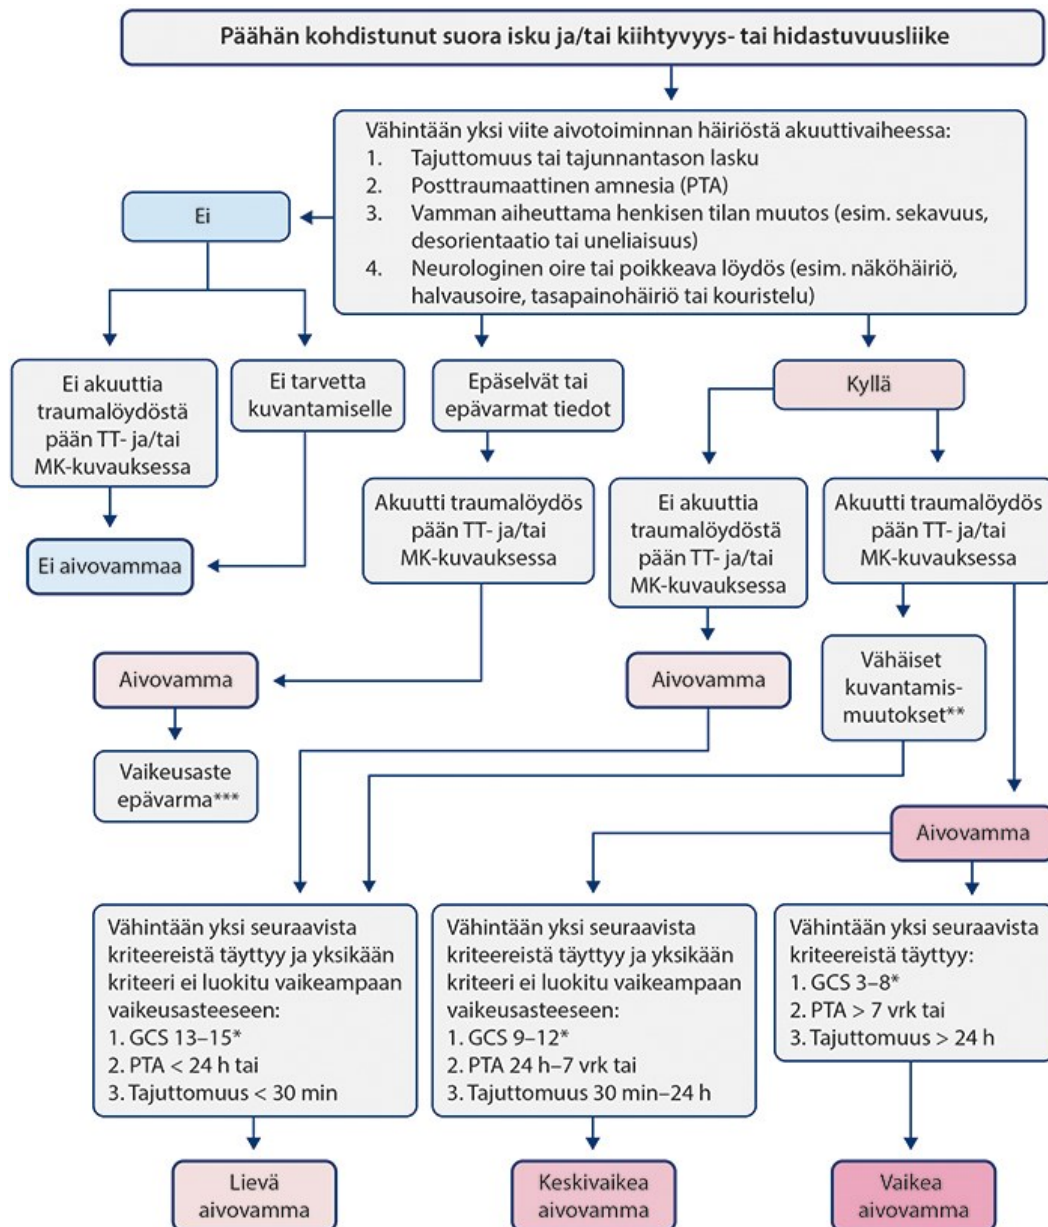 Päähän kohdistunut suora isku ja/tai kiihtyvyys- tai hidastuvuusliike
Vähintään yksi viite aivotoiminnan häiriöstä akuuttivaiheessa:
1. Tajuttomuus tai tajunnantason lasku
2. Posttraumaattinen amnesia (PTA)
3. Vamman aiheuttama henkisen tilan muutos (esim. sekavuus,
desorientaatio tai uneliaisuus)
4. Neurologinen oire tai poikkeava löydös (esim. näköhäiriö,
halvausoire, tasapainohäiriö tai kouristelu)
Ei
Ei akuuttia
traumalöydöstä
pään TT- ja/tai
MK-kuvauksessa
Ei tarvetta
kuvantamiselle
Epäselvät tai
epävarmat tiedot
Kyllä
Ei aivovammaa
Akuutti traumalöydös
pään TT- ja/tai
MK-kuvauksessa
Ei akuuttia
traumalöydöstä
pään TT- ja/tai
MK-kuvauksessa
Akuutti traumalöydös
pään TT- ja/tai
MK-kuvauksessa
Aivovamma
Aivovamma
Vähäiset
kuvantamis-
muutokset**
Vaikeusaste
epävarma***
Aivovamma
Vähintään yksi seuraavista
kriteereistä täyttyy ja yksikään
kriteeri ei luokitu vaikeampaan
vaikeusasteeseen:
1. GCS 13–15*
2. PTA < 24 h tai
3. Tajuttomuus < 30 min
Vähintään yksi seuraavista
kriteereistä täyttyy ja yksikään
kriteeri ei luokitu vaikeampaan
vaikeusasteeseen:
1. GCS 9–12*
2. PTA 24 h–7 vrk tai
3. Tajuttomuus 30 min–24 h
Vähintään yksi seuraavista
kriteereistä täyttyy:
1. GCS 3–8*
2. PTA > 7 vrk tai
3. Tajuttomuus > 24 h
Lievä
aivovamma
Keskivaikea
aivovamma
Vaikea
aivovamma